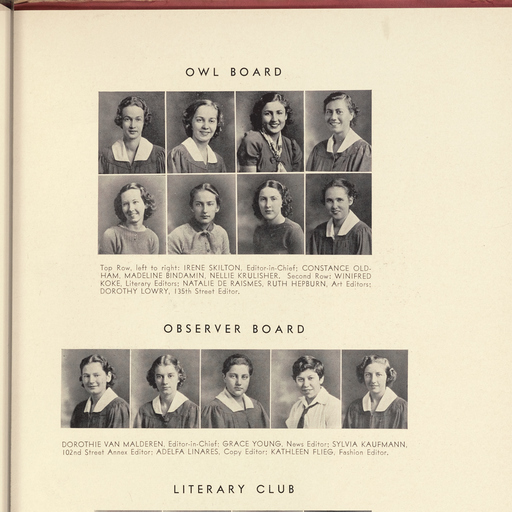 OWL BOARD
Top Row, left to right: IRENE SKILTON, Editor-in-Chief; CONSTANCE OLD-
HAM, MADELINE BINDAMIN, NELLIE KRULISHER. Second Row: WINIFRED
KOKE, Literary Editors; NATALIE DE RAISMES, RUTH HEPBURN, Art Editors;
DOROTHY LOWRY, 135th Street Editor.
OBSERVER BOARD
DOROTHIE VAN MALDEREN, Editor-in-Chief; GRACE YOUNG, News Editor; SYLVIA KAUFMANN,
102nd Street Annex Editor; ADELFA LINARES, Copy Editor; KATHLEEN FLIEG, Fashion Editor.
LITERARY CLUB